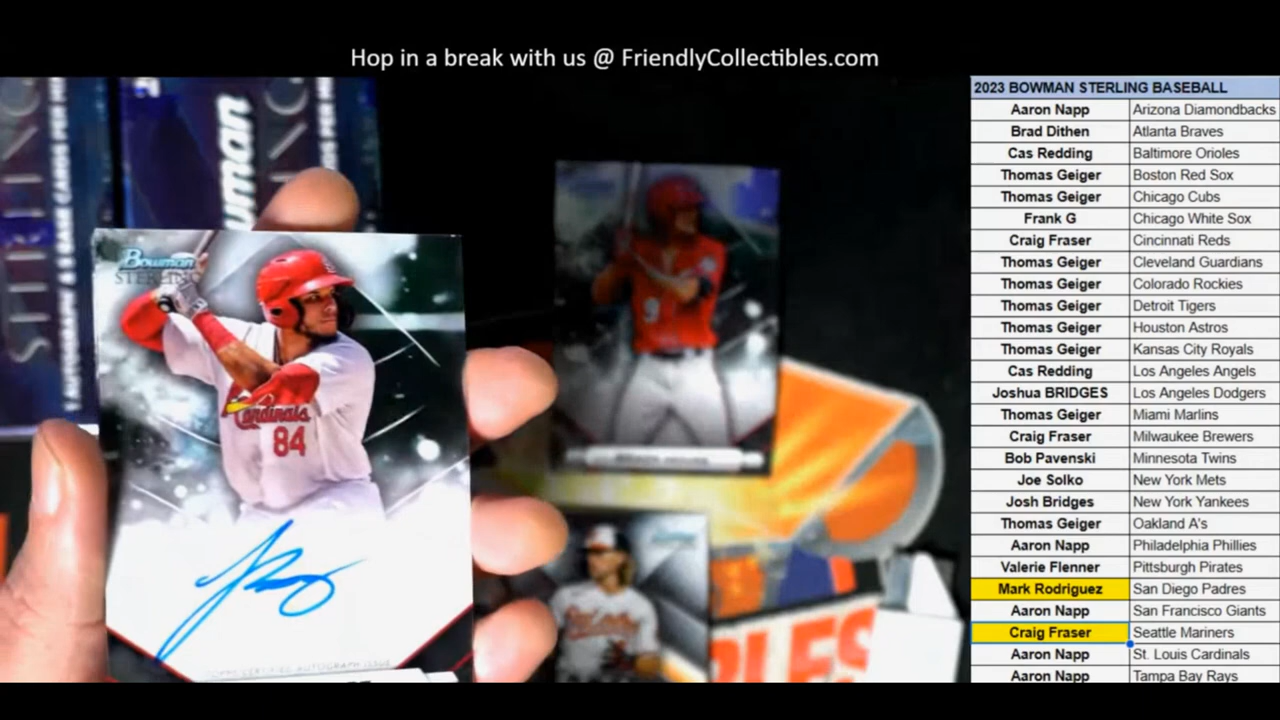 Hop in a break with us @ FriendlyCollectibles.com
2023 BOWMAN STERLING BASEBALL
Aaron Napp Arizona Diamondbacks
Brad Dithen Atlanta Braves
Cas Redding Baltimore Orioles
Thomas Geiger Boston Red Sox
Thomas Geiger Chicago Cubs
Frank G Chicago White Sox
Craig Fraser Cincinnati Reds
Thomas Geiger Cleveland Guardians
Thomas Geiger Colorado Rockies
Thomas Geiger Detroit Tigers
Thomas Geiger Houston Astros
Thomas Geiger Kansas City Royals
Cas Redding Los Angeles Angels
Joshua BRIDGES Los Angeles Dodgers
Thomas Geiger Miami Marlins
Craig Fraser Milwaukee Brewers
Bob Pavenski Minnesota Twins
Joe Solko New York Mets
Josh Bridges New York Yankees
Thomas Geiger Oakland A's
Aaron Napp Philadelphia Phillies
Valerie Flenner Pittsburgh Pirates
Mark Rodriguez San Diego Padres
Aaron Napp San Francisco Giants
Craig Fraser Seattle Mariners
Aaron Napp St. Louis Cardinals
Aaron Napp Tampa Bay Rays
Bowman
STERLING
Cardinals
84
9